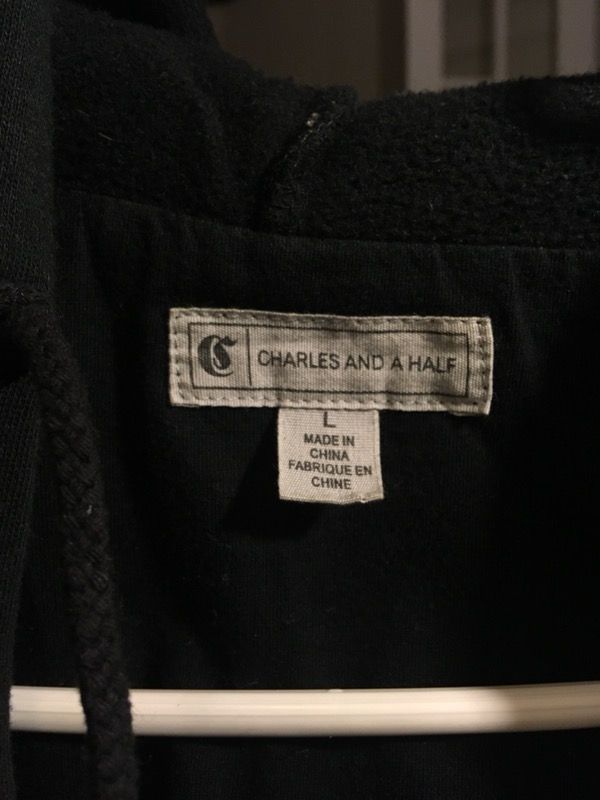 C CHARLES AND A HALF
L
MADE IN
CHINA
FABRIQUE EN
CHINE